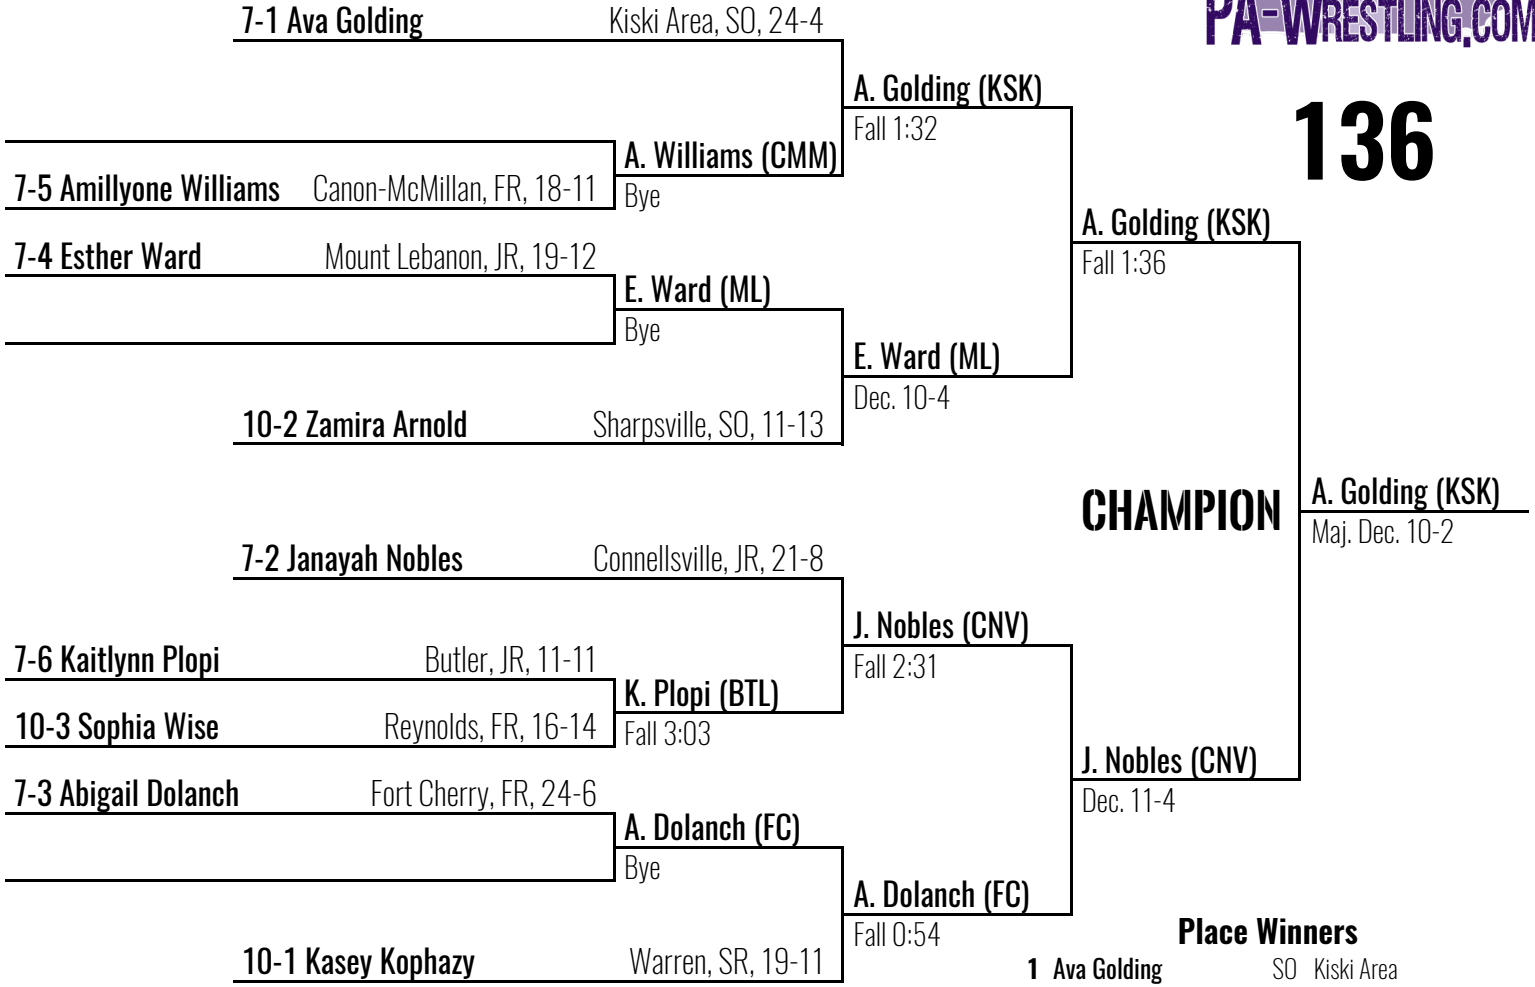 PA-WRESTLING.COM
136
7-1 Ava Golding Kiski Area, SO, 24-4
A. Golding (KSK)
Fall 1:32
A. Williams (CMM)
Bye
7-5 Amillyone Williams Canon-McMillan, FR, 18-11
A. Golding (KSK)
Fall 1:36
7-4 Esther Ward Mount Lebanon, JR, 19-12
E. Ward (ML)
Bye
E. Ward (ML)
Dec. 10-4
10-2 Zamira Arnold Sharpsville, SO, 11-13
CHAMPION
A. Golding (KSK)
Maj. Dec. 10-2
7-2 Janayah Nobles Connellsville, JR, 21-8
J. Nobles (CNV)
Fall 2:31
7-6 Kaitlynn Plopi Butler, JR, 11-11
K. Plopi (BTL)
Fall 3:03
10-3 Sophia Wise Reynolds, FR, 16-14
J. Nobles (CNV)
Dec. 11-4
7-3 Abigail Dolanch Fort Cherry, FR, 24-6
A. Dolanch (FC)
Bye
A. Dolanch (FC)
Fall 0:54
10-1 Kasey Kophazy Warren, SR, 19-11
Place Winners
1 Ava Golding SO Kiski Area